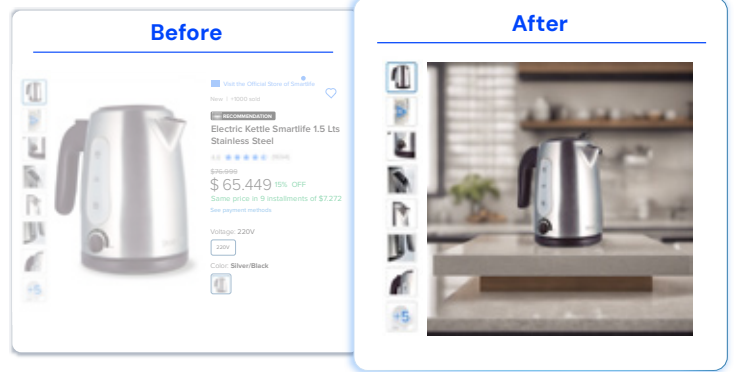 Before
After
Visit the Official Store of Smartlife
New | +1000 sold
RECOMMENDATION
Electric Kettle Smartlife 1.5 Lts
Stainless Steel
$ 65.449 15% OFF
Same price in 9 installments of $7.272
See payment methods
Voltage: 220V
220V
Color: Silver/Black
+5
+5